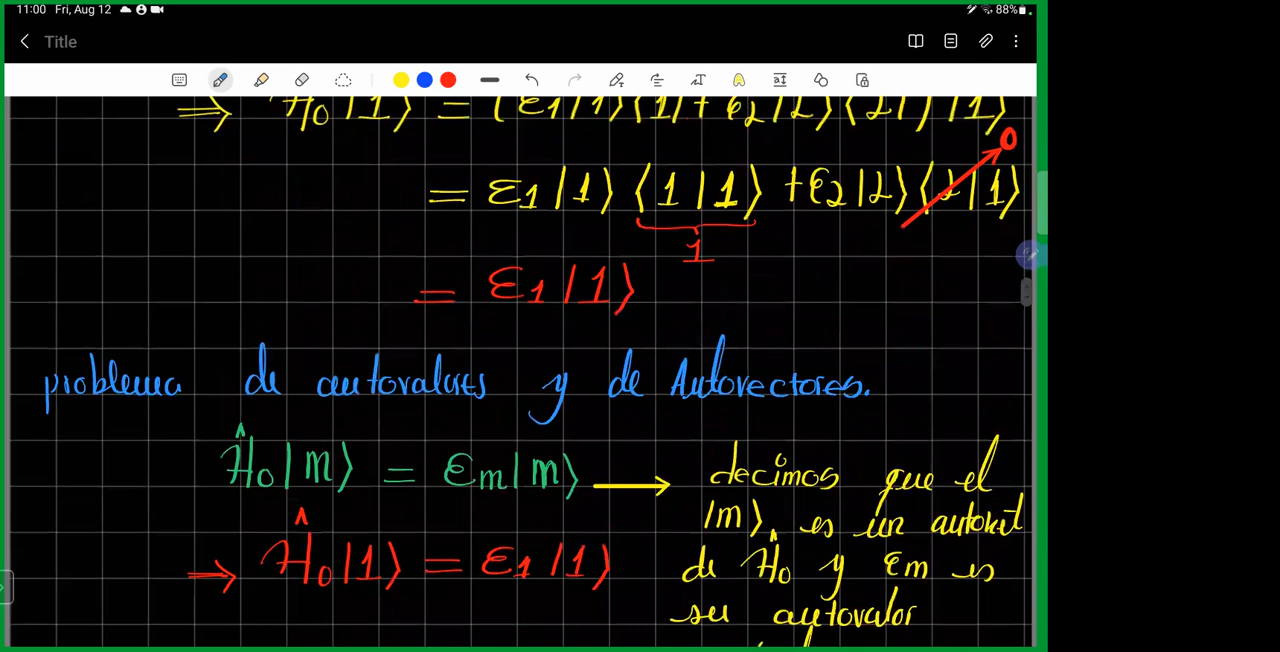 11:00 Fri, Aug 12
88%
Title
⇒ Ĥ0|1⟩ = (ε1|1⟩⟨1|+ε2|2⟩⟨2|)|1⟩
= ε1|1⟩⟨1|1⟩+ε2|2⟩⟨2|1⟩ 0
1
= ε1|1⟩
problema de autovalores y de Autovectores.
Ĥ0|m⟩ = εm|m⟩ → decimos que el
|m⟩, es un autoket
⇒ Ĥ0|1⟩ = ε1|1⟩ de Ĥ0 y εm es
su autovalor